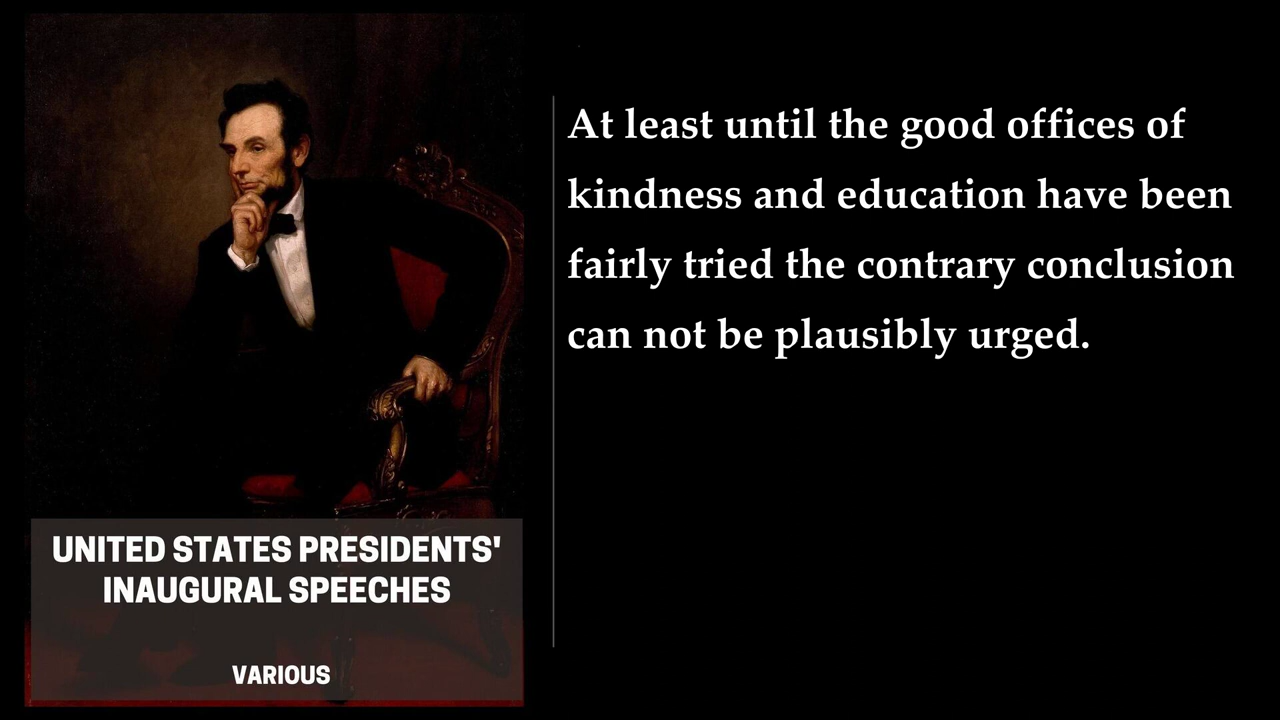 At least until the good offices of
kindness and education have been
fairly tried the contrary conclusion
can not be plausibly urged.
UNITED STATES PRESIDENTS'
INAUGURAL SPEECHES
VARIOUS